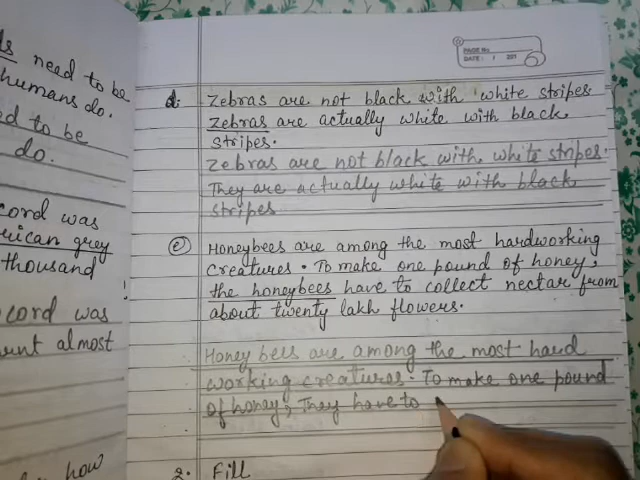 ls need to be
humans do.
ed to be
do.
cord was
rican grey
thousand
!
cord was
ount almost
how
PAGE No.
DATE: / 201
d. Zebras are not black with white stripes
Zebras are actually white with black
stripes.
Zebras are not black with white stripes.
They are actually white with black
stripes
(e) Honeybees are among the most hardworking
creatures. To make one pound of honey,
the honeybees have to collect nectar from
about twenty lakh flowers.
Honey bees are among the most hard
working creatures. To make one pound
of honey, They have to
2. Fill